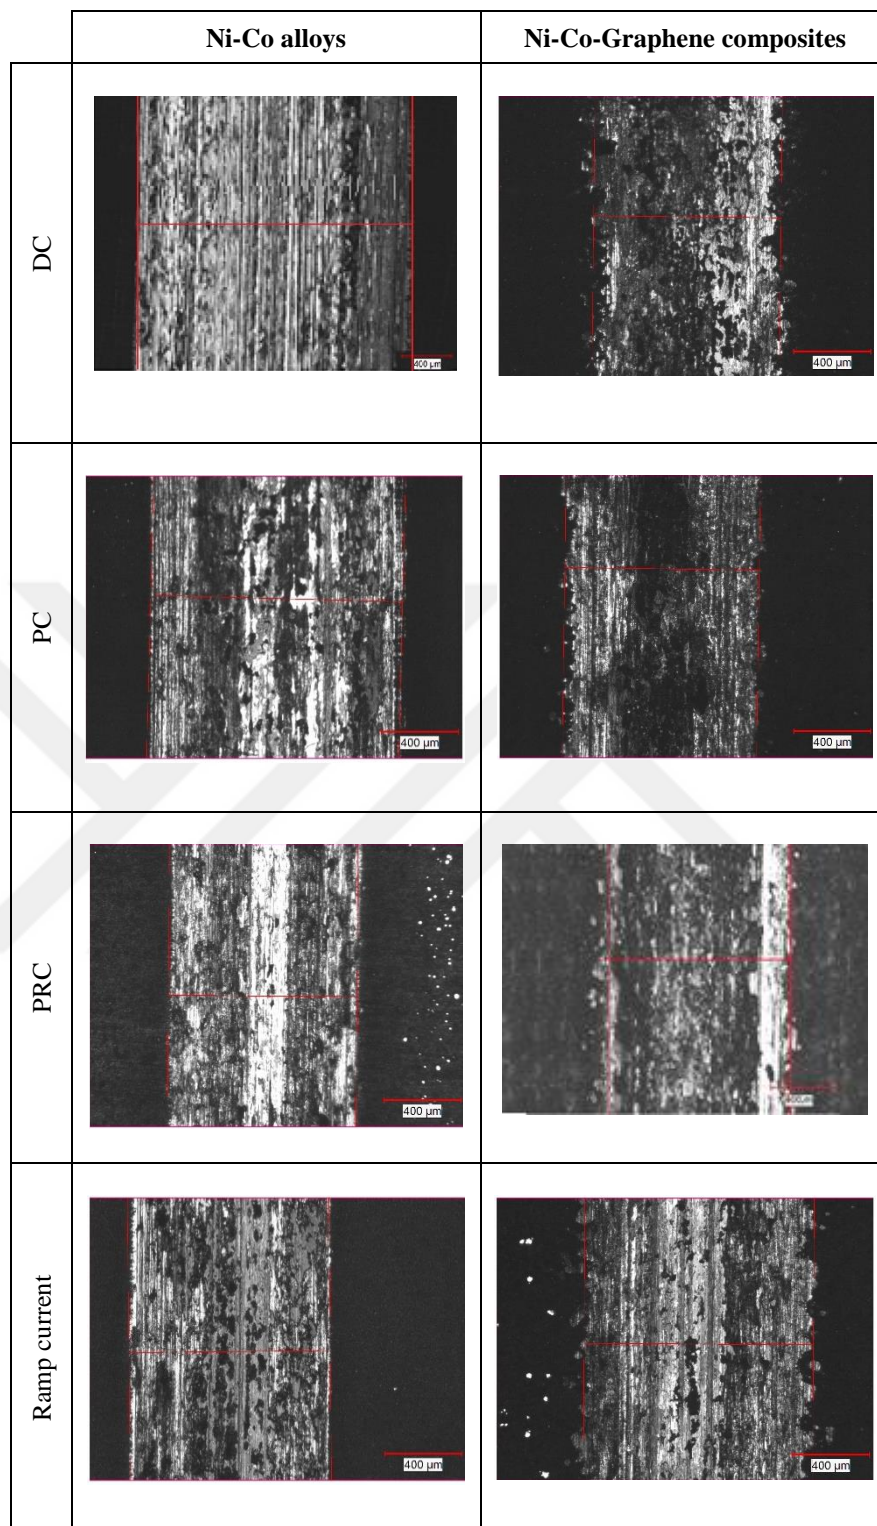 Ni-Co alloys Ni-Co-Graphene composites
DC
400 µm
400 µm
PC
400 µm
400 µm
PRC
400 µm
Ramp current
400 µm
400 µm